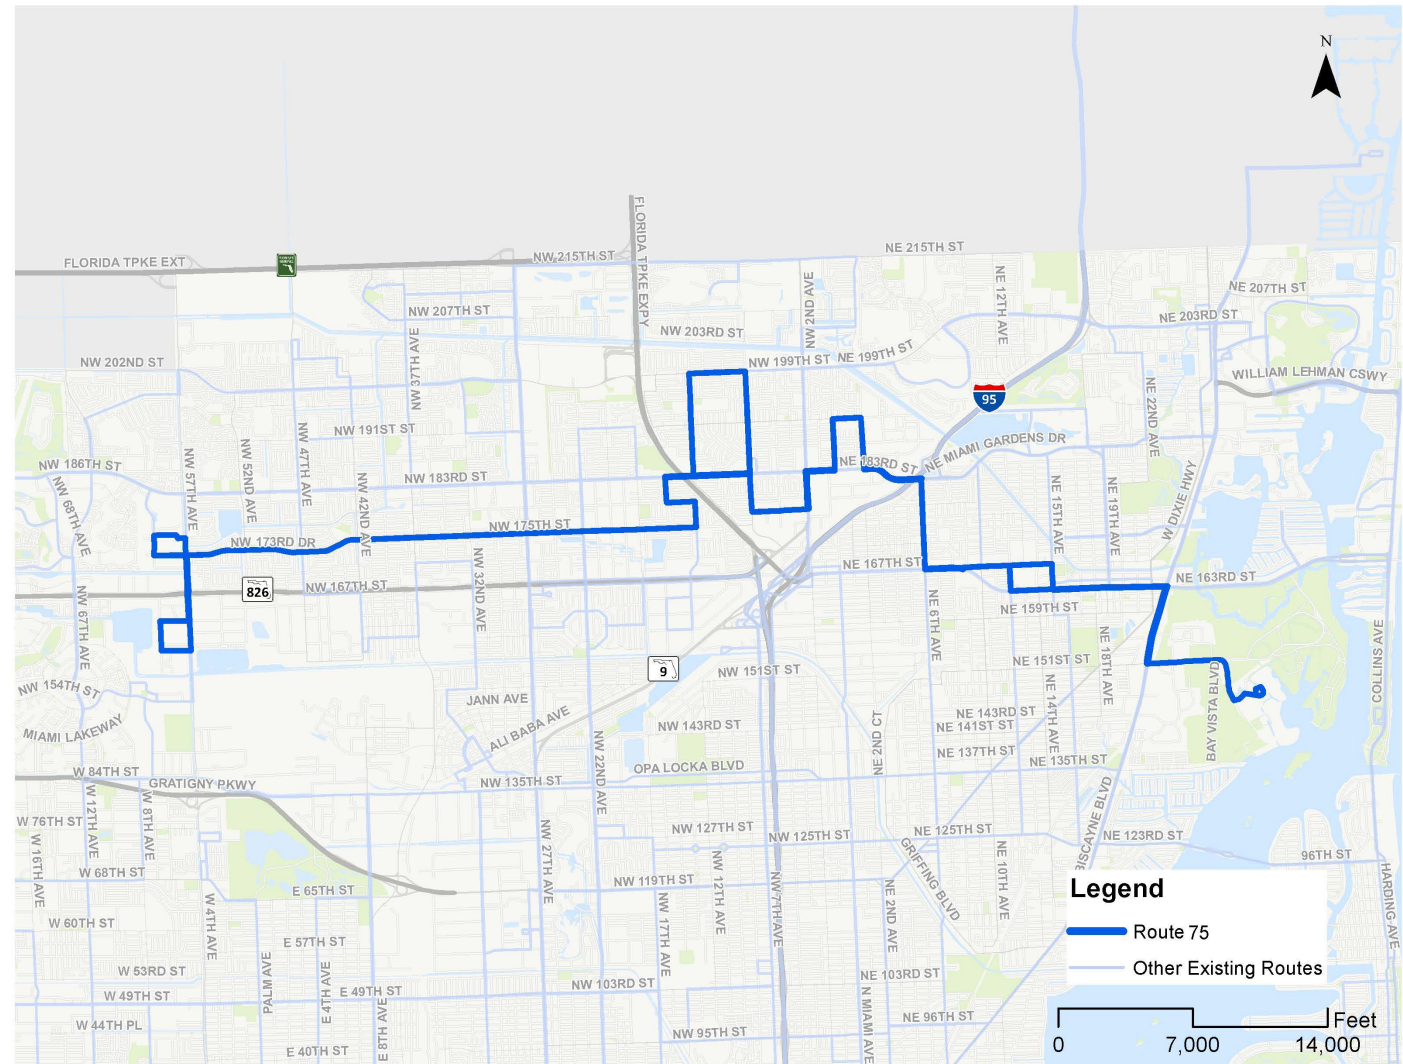 N
FLORIDA TPKE EXT
NW 215TH ST
NE 215TH ST
FLORIDA TPKE EXPY
NW 2ND AVE
NE 12TH AVE
NE 207TH ST
NW 207TH ST
NW 37TH AVE
NW 203RD ST
NE 203RD ST
NW 202ND ST
NW 199TH ST
NE 199TH ST
WILLIAM LEHMAN CSWY
95
NE 22ND AVE
NW 191ST ST
NE MIAMI GARDENS DR
NW 186TH ST
NW 183RD ST
NE 183RD ST
NW 68TH AVE
NW 57TH AVE
NW 52ND AVE
NW 47TH AVE
NW 42ND AVE
NE 15TH AVE
NE 19TH AVE
W DIXIE HWY
NW 175TH ST
NW 173RD DR
NW 167TH ST
NE 167TH ST
NE 163RD ST
826
NW 67TH AVE
NW 32ND AVE
NE 6TH AVE
NE 159TH ST
NE 18TH AVE
NE 151ST ST
COLLINS AVE
9
NW 151ST ST
NW 154TH ST
JANN AVE
NE 14TH AVE
BAY VISTA BLVD
MIAMI LAKEWAY
ALI BABA AVE
NW 143RD ST
NE 143RD ST
NE 141ST ST
NE 2ND CT
NE 137TH ST
NE 135TH ST
W 84TH ST
GRATIGNY PKWY
NW 135TH ST
NW 22ND AVE
OPA LOCKA BLVD
W 12TH AVE
W 8TH AVE
W 76TH ST
NW 127TH ST
NW 125TH ST
NE 125TH ST
NE 123RD ST
BISCAYNE BLVD
W 16TH AVE
NW 27TH AVE
NW 12TH AVE
GRIFFING BLVD
NE 10TH AVE
96TH ST
W 68TH ST
E 65TH ST
NW 119TH ST
NW 7TH AVE
NE 2ND AVE
HARDING AVE
W 4TH AVE
NW 17TH AVE
W 60TH ST
E 57TH ST
W 53RD ST
PALM AVE
E 4TH AVE
E 8TH AVE
E 49TH ST
NW 103RD ST
NE 103RD ST
W 49TH ST
N MIAMI AVE
NE 96TH ST
W 44TH PL
NW 95TH ST
E 40TH ST
Legend
Route 75
Other Existing Routes
Feet
0 7,000 14,000